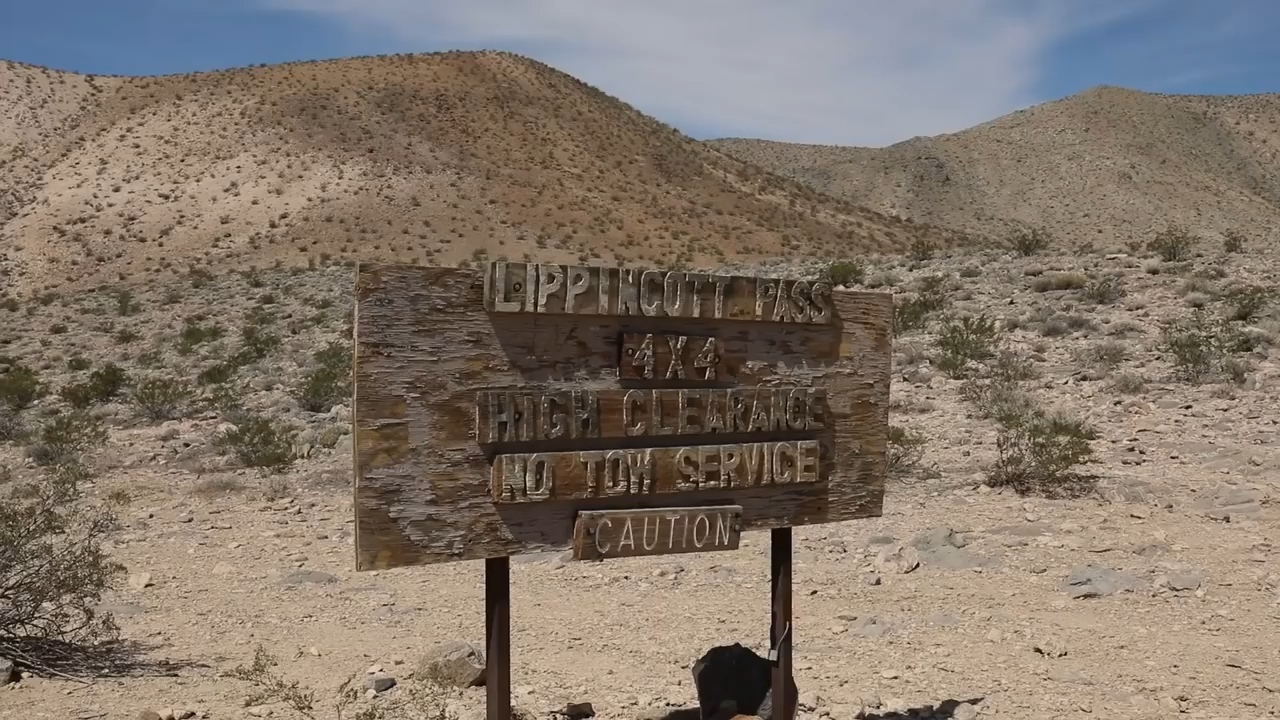 LIPPINCOTT PASS
4X4
HIGH CLEARANCE
NO TOW SERVICE
CAUTION